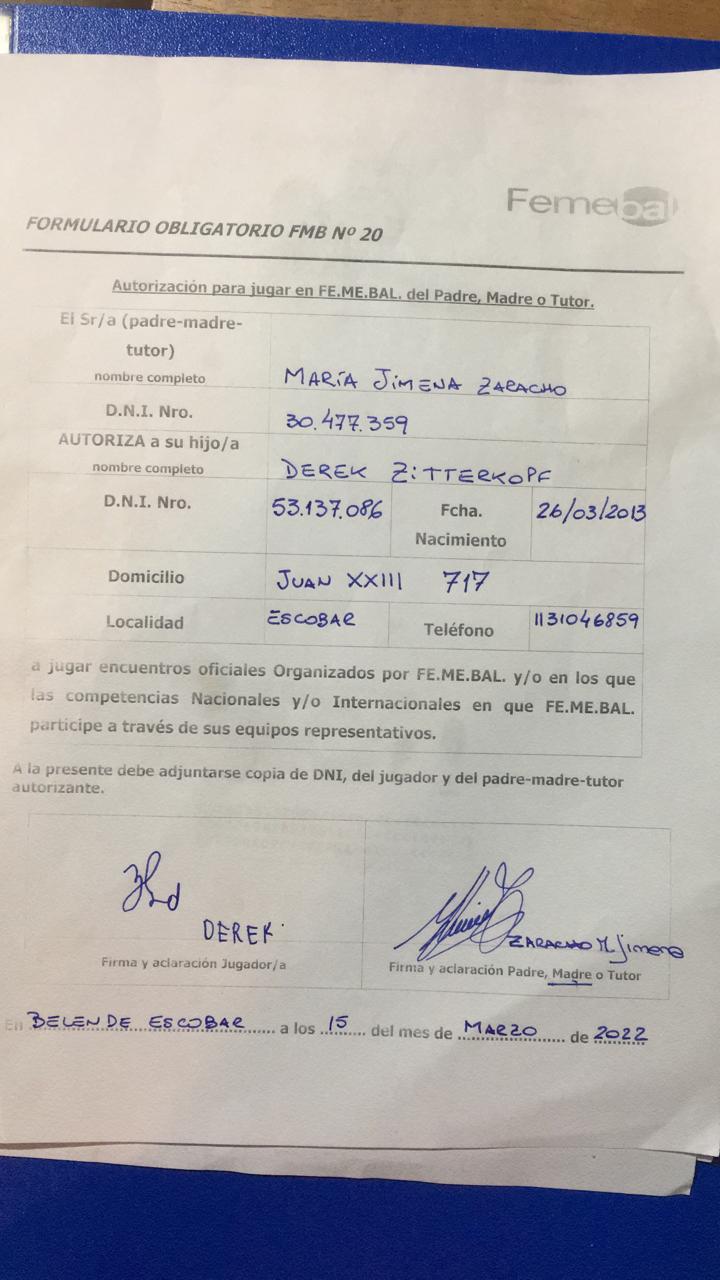 Femebal
FORMULARIO OBLIGATORIO FMB Nº 20
Autorización para jugar en FE.ME.BAL. del Padre, Madre o Tutor.
El Sr/a (padre-madre-
tutor)
nombre completo
MARÍA JIMENA ZARACHO
D.N.I. Nro.
30.477.359
AUTORIZA a su hijo/a
nombre completo
DEREK ZITTERKOPF
D.N.I. Nro.
53.137.086
Fcha.
Nacimiento
26/03/2013
Domicilio
JUAN XXIII 717
Localidad
ESCOBAR
Teléfono
1131046859
a jugar encuentros oficiales Organizados por FE.ME.BAL. y/o en los que
las competencias Nacionales y/o Internacionales en que FE.ME.BAL.
participe a través de sus equipos representativos.
A la presente debe adjuntarse copia de DNI, del jugador y del padre-madre-tutor
autorizante.
DEREK
Firma y aclaración Jugador/a
ZARACHO M. Jimena
Firma y aclaración Padre, Madre o Tutor
En BELEN DE ESCOBAR a los 15 del mes de MARZO de 2022